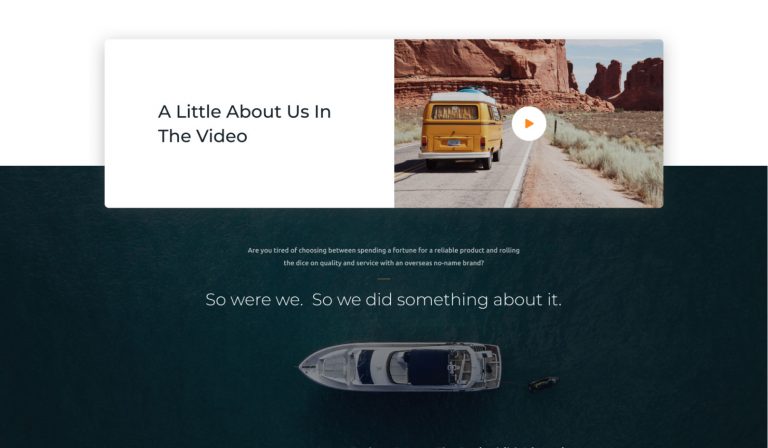 A Little About Us In
The Video
Are you tired of choosing between spending a fortune for a reliable product and rolling
the dice on quality and service with an overseas no-name brand?
So were we. So we did something about it.